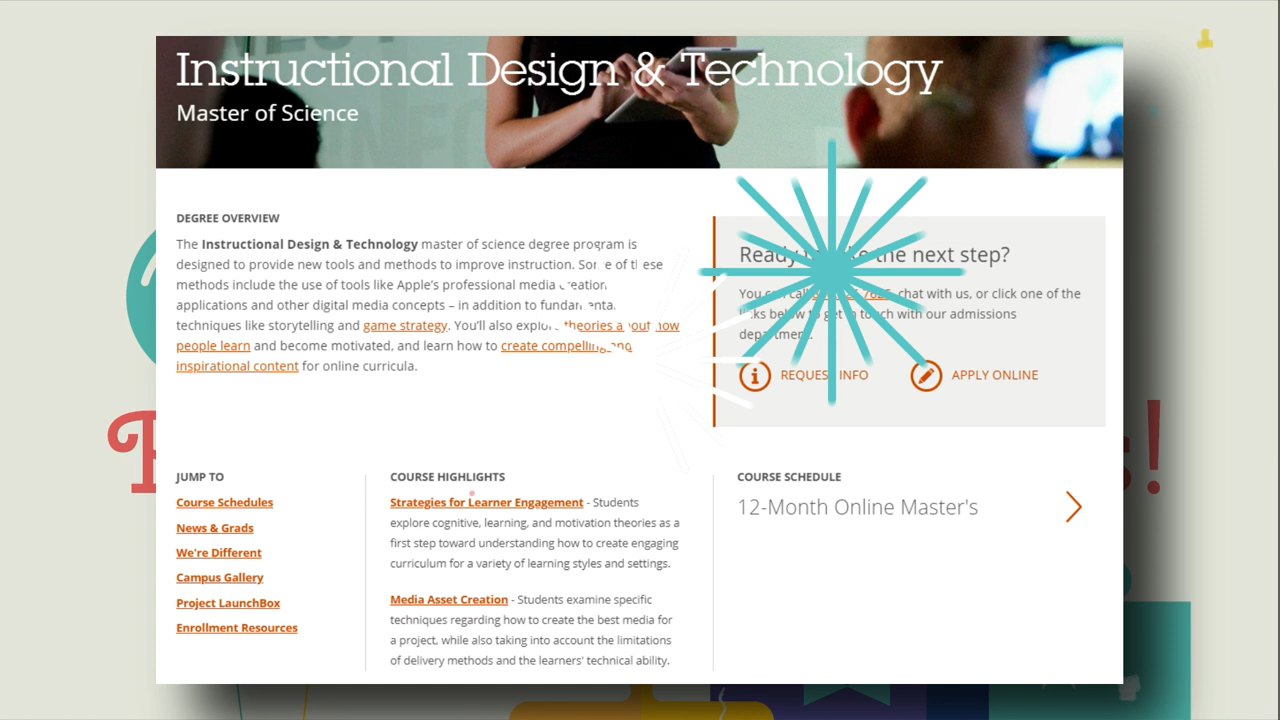 Instructional Design & Technology
Master of Science
DEGREE OVERVIEW
The Instructional Design & Technology master of science degree program is
designed to provide new tools and methods to improve instruction. Some of these
methods include the use of tools like Apple's professional media creation
applications and other digital media concepts – in addition to fundamental
techniques like storytelling and game strategy. You'll also explore theories about how
people learn and become motivated, and learn how to create compelling and
inspirational content for online curricula.
Ready to take the next step?
You can call chat with us, or click one of the
links below to get in touch with our admissions
department.
REQUEST INFO
APPLY ONLINE
JUMP TO
Course Schedules
News & Grads
We're Different
Campus Gallery
Project LaunchBox
Enrollment Resources
COURSE HIGHLIGHTS
Strategies for Learner Engagement - Students
explore cognitive, learning, and motivation theories as a
first step toward understanding how to create engaging
curriculum for a variety of learning styles and settings.
Media Asset Creation - Students examine specific
techniques regarding how to create the best media for
a project, while also taking into account the limitations
of delivery methods and the learners' technical ability.
COURSE SCHEDULE
12-Month Online Master's